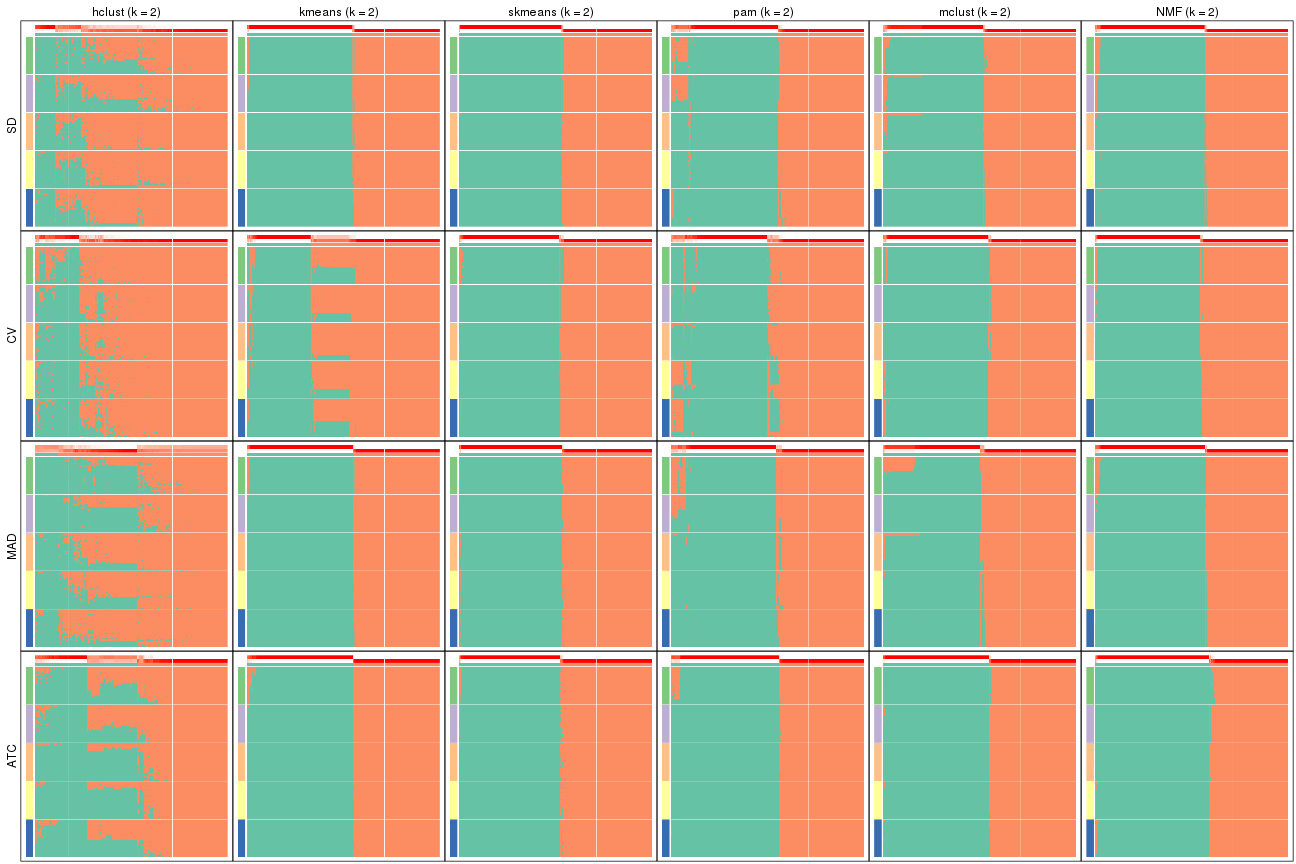 hclust (k = 2)
kmeans (k = 2)
skmeans (k = 2)
pam (k = 2)
mclust (k = 2)
NMF (k = 2)
SD
CV
MAD
ATC